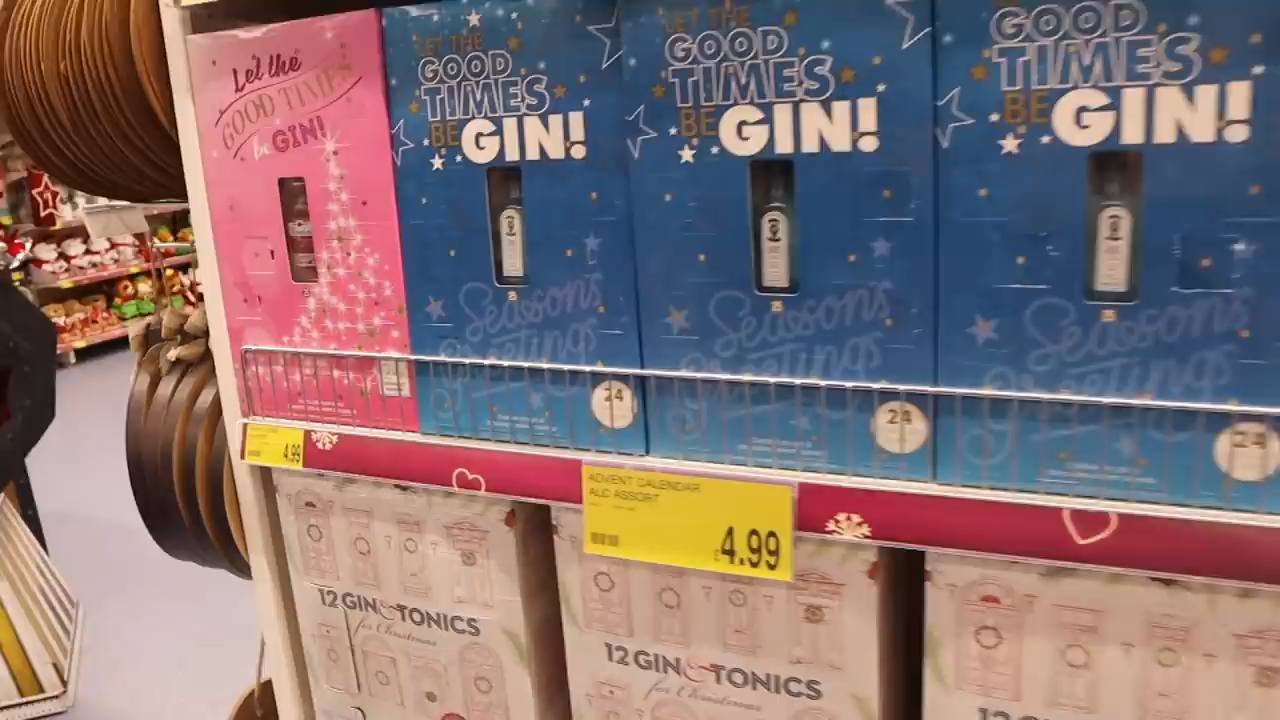 Let the
GOOD TIMES
be GIN!
LET THE
GOOD
TIMES
BE GIN!
Seasons
Greetings
24
LET THE
GOOD
TIMES
BE GIN!
Seasons
Greetings
24
GOOD
TIMES
BE GIN!
Seasons
Greetings
24
4.99
ADVENT CALENDAR
ALC ASSORT
£4.99
12 GIN & TONICS
for Christmas
12 GIN & TONICS
for Christmas
12